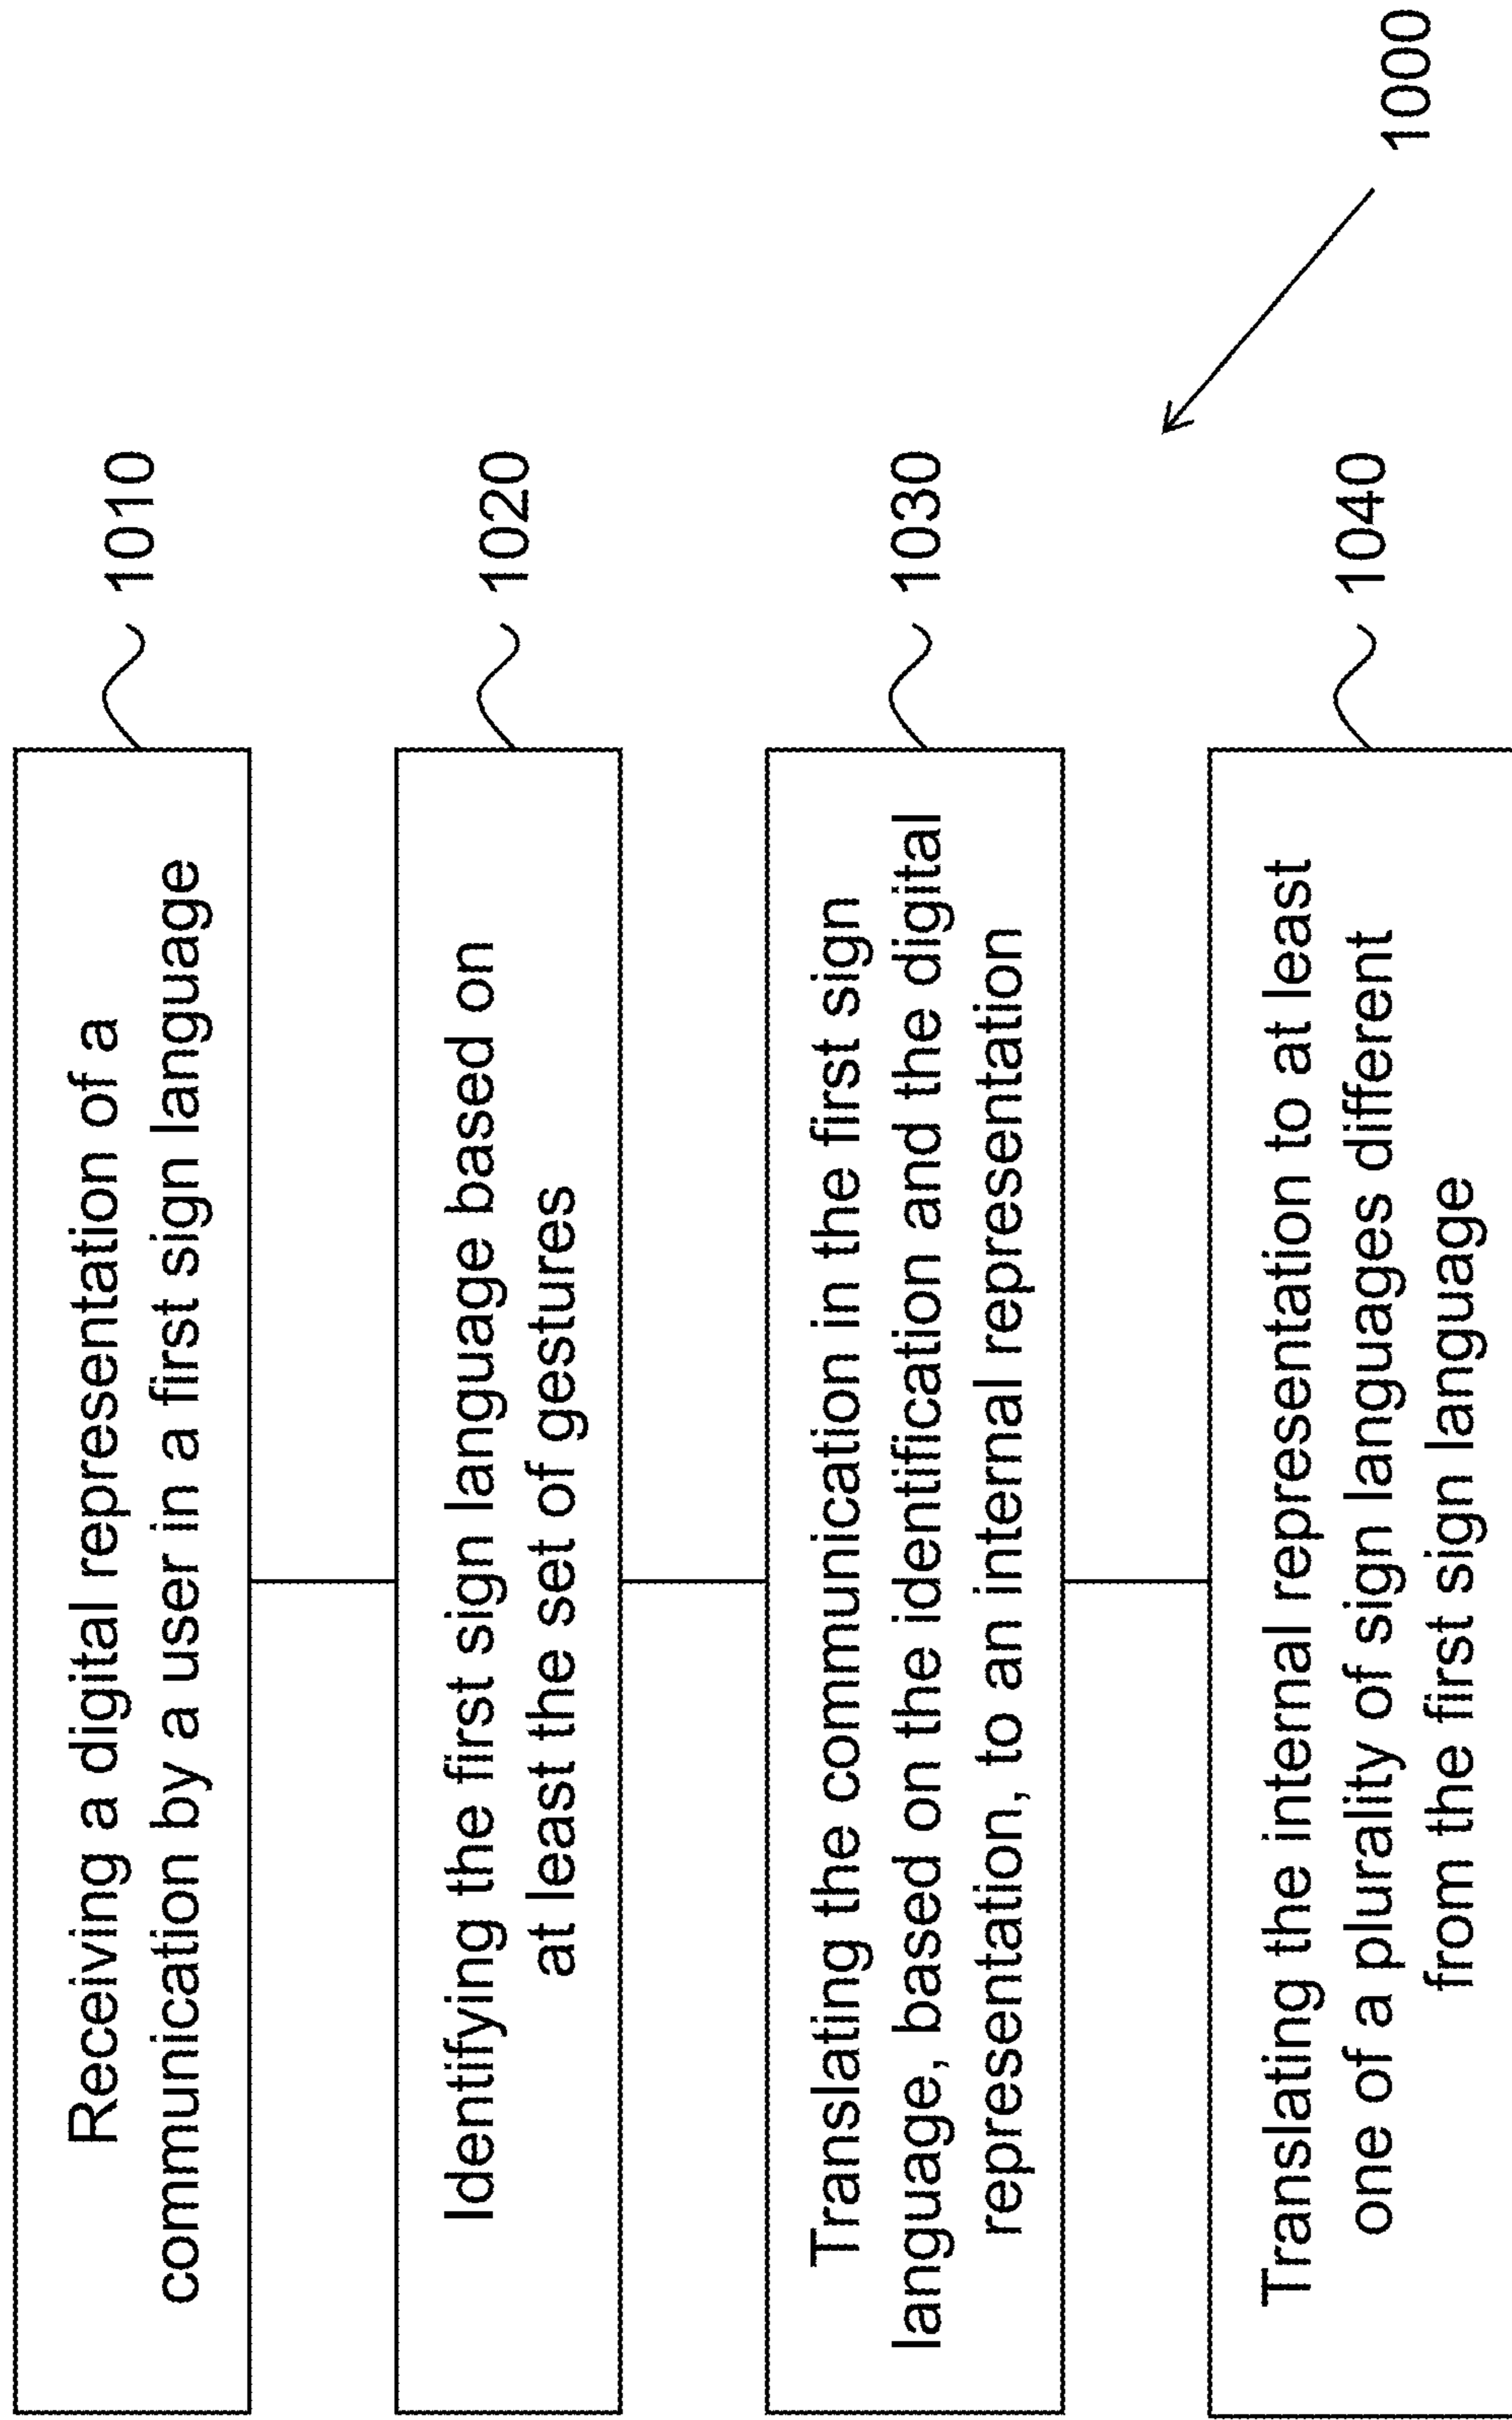 Receiving a digital representation of a
communication by a user in a first sign language
1010
Identifying the first sign language based on
at least the set of gestures
1020
Translating the communication in the first sign
language, based on the identification and the digital
representation, to an internal representation
1030
Translating the internal representation to at least
one of a plurality of sign languages different
from the first sign language
1040
1000